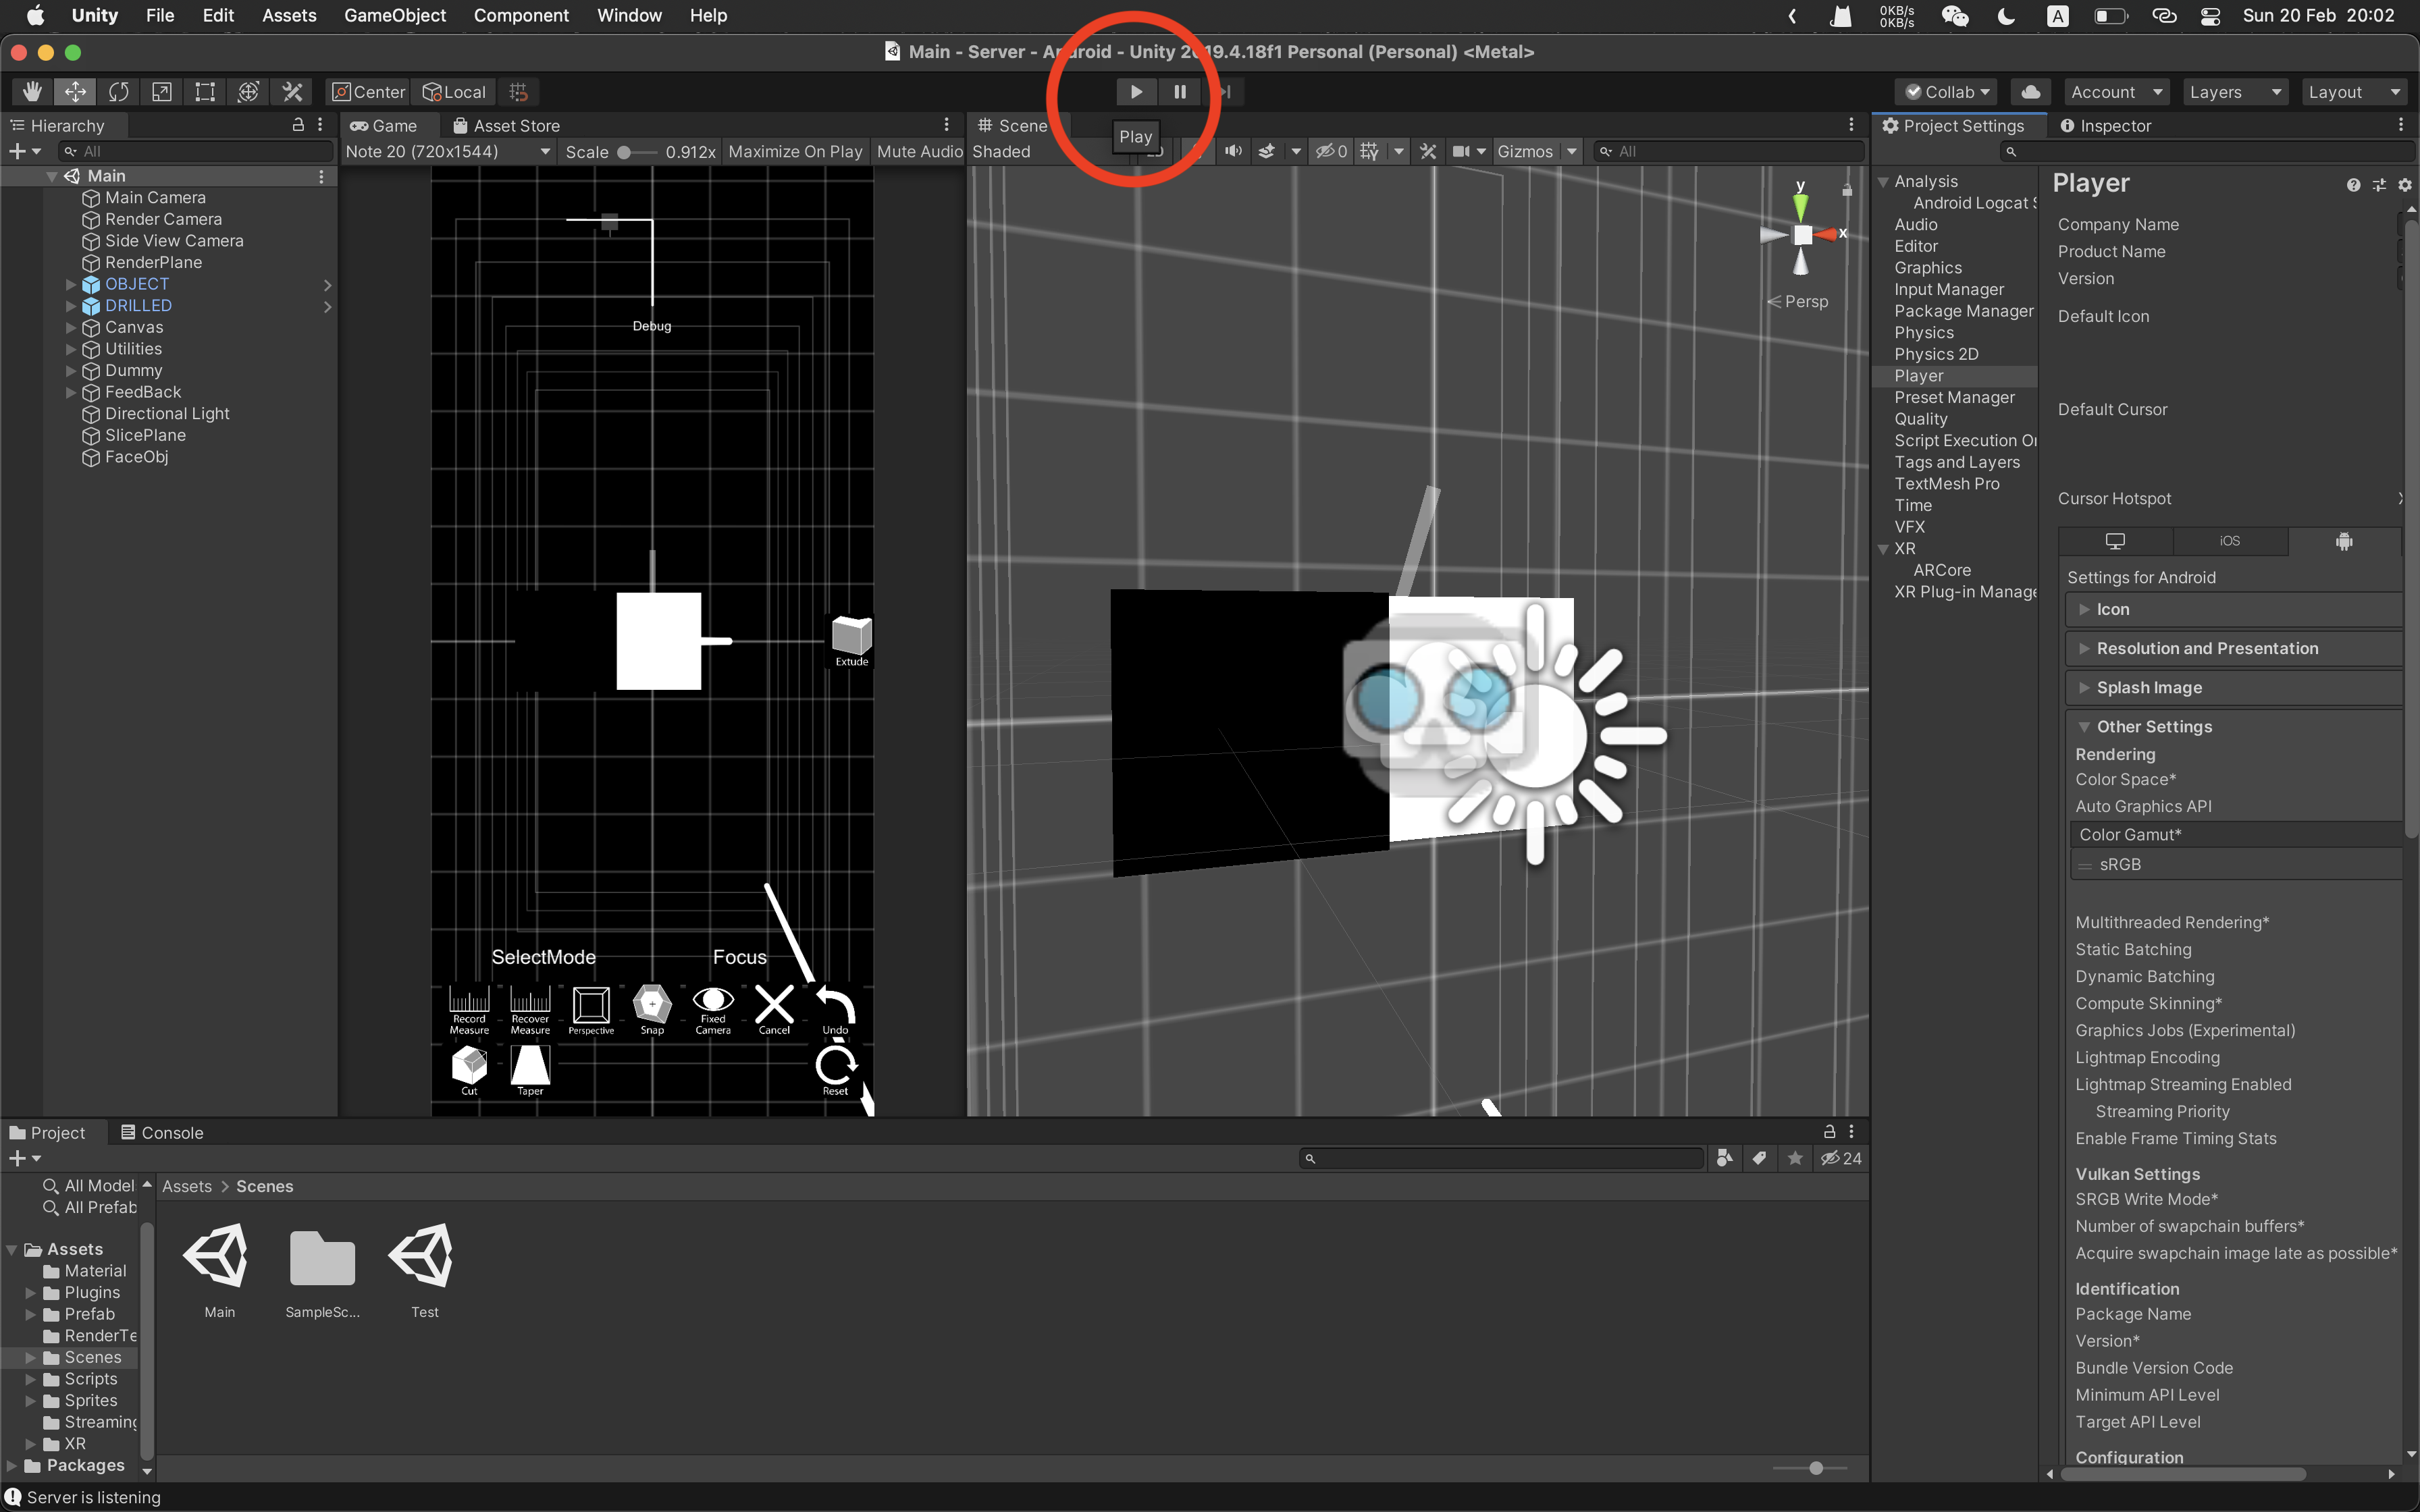 Unity File Edit Assets GameObject Component Window Help
0KB/s
0KB/s
A
Sun 20 Feb 20:02
Main - Server - Android - Unity 2019.4.18f1 Personal (Personal) <Metal>
Center Local
Collab Account Layers Layout
Play
Hierarchy
All
Main
Main Camera
Render Camera
Side View Camera
RenderPlane
OBJECT
DRILLED
Canvas
Utilities
Dummy
FeedBack
Directional Light
SlicePlane
FaceObj
Game Asset Store
Note 20 (720x1544) Scale 0.912x Maximize On Play Mute Audio
Debug
Extude
SelectMode Focus
Record
Measure
Recover
Measure
Perspective
Snap
Fixed
Camera
Cancel
Undo
Cut
Taper
Reset
Scene
Shaded 2D 0 Gizmos All
y
x
Persp
Project Settings Inspector
Analysis
Android Logcat S
Audio
Editor
Graphics
Input Manager
Package Manager
Physics
Physics 2D
Player
Preset Manager
Quality
Script Execution Or
Tags and Layers
TextMesh Pro
Time
VFX
XR
ARCore
XR Plug-in Manage
Player
Company Name
Product Name
Version
Default Icon
Default Cursor
Cursor Hotspot
iOS
Settings for Android
Icon
Resolution and Presentation
Splash Image
Other Settings
Rendering
Color Space*
Auto Graphics API
Color Gamut*
sRGB
Multithreaded Rendering*
Static Batching
Dynamic Batching
Compute Skinning*
Graphics Jobs (Experimental)
Lightmap Encoding
Lightmap Streaming Enabled
Streaming Priority
Enable Frame Timing Stats
Vulkan Settings
SRGB Write Mode*
Number of swapchain buffers*
Acquire swapchain image late as possible*
Identification
Package Name
Version*
Bundle Version Code
Minimum API Level
Target API Level
Configuration
Project Console
24
All Model
All Prefab
Assets
Material
Plugins
Prefab
RenderTe
Scenes
Scripts
Sprites
Streaming
XR
Packages
Assets > Scenes
Main
SampleSc...
Test
Server is listening